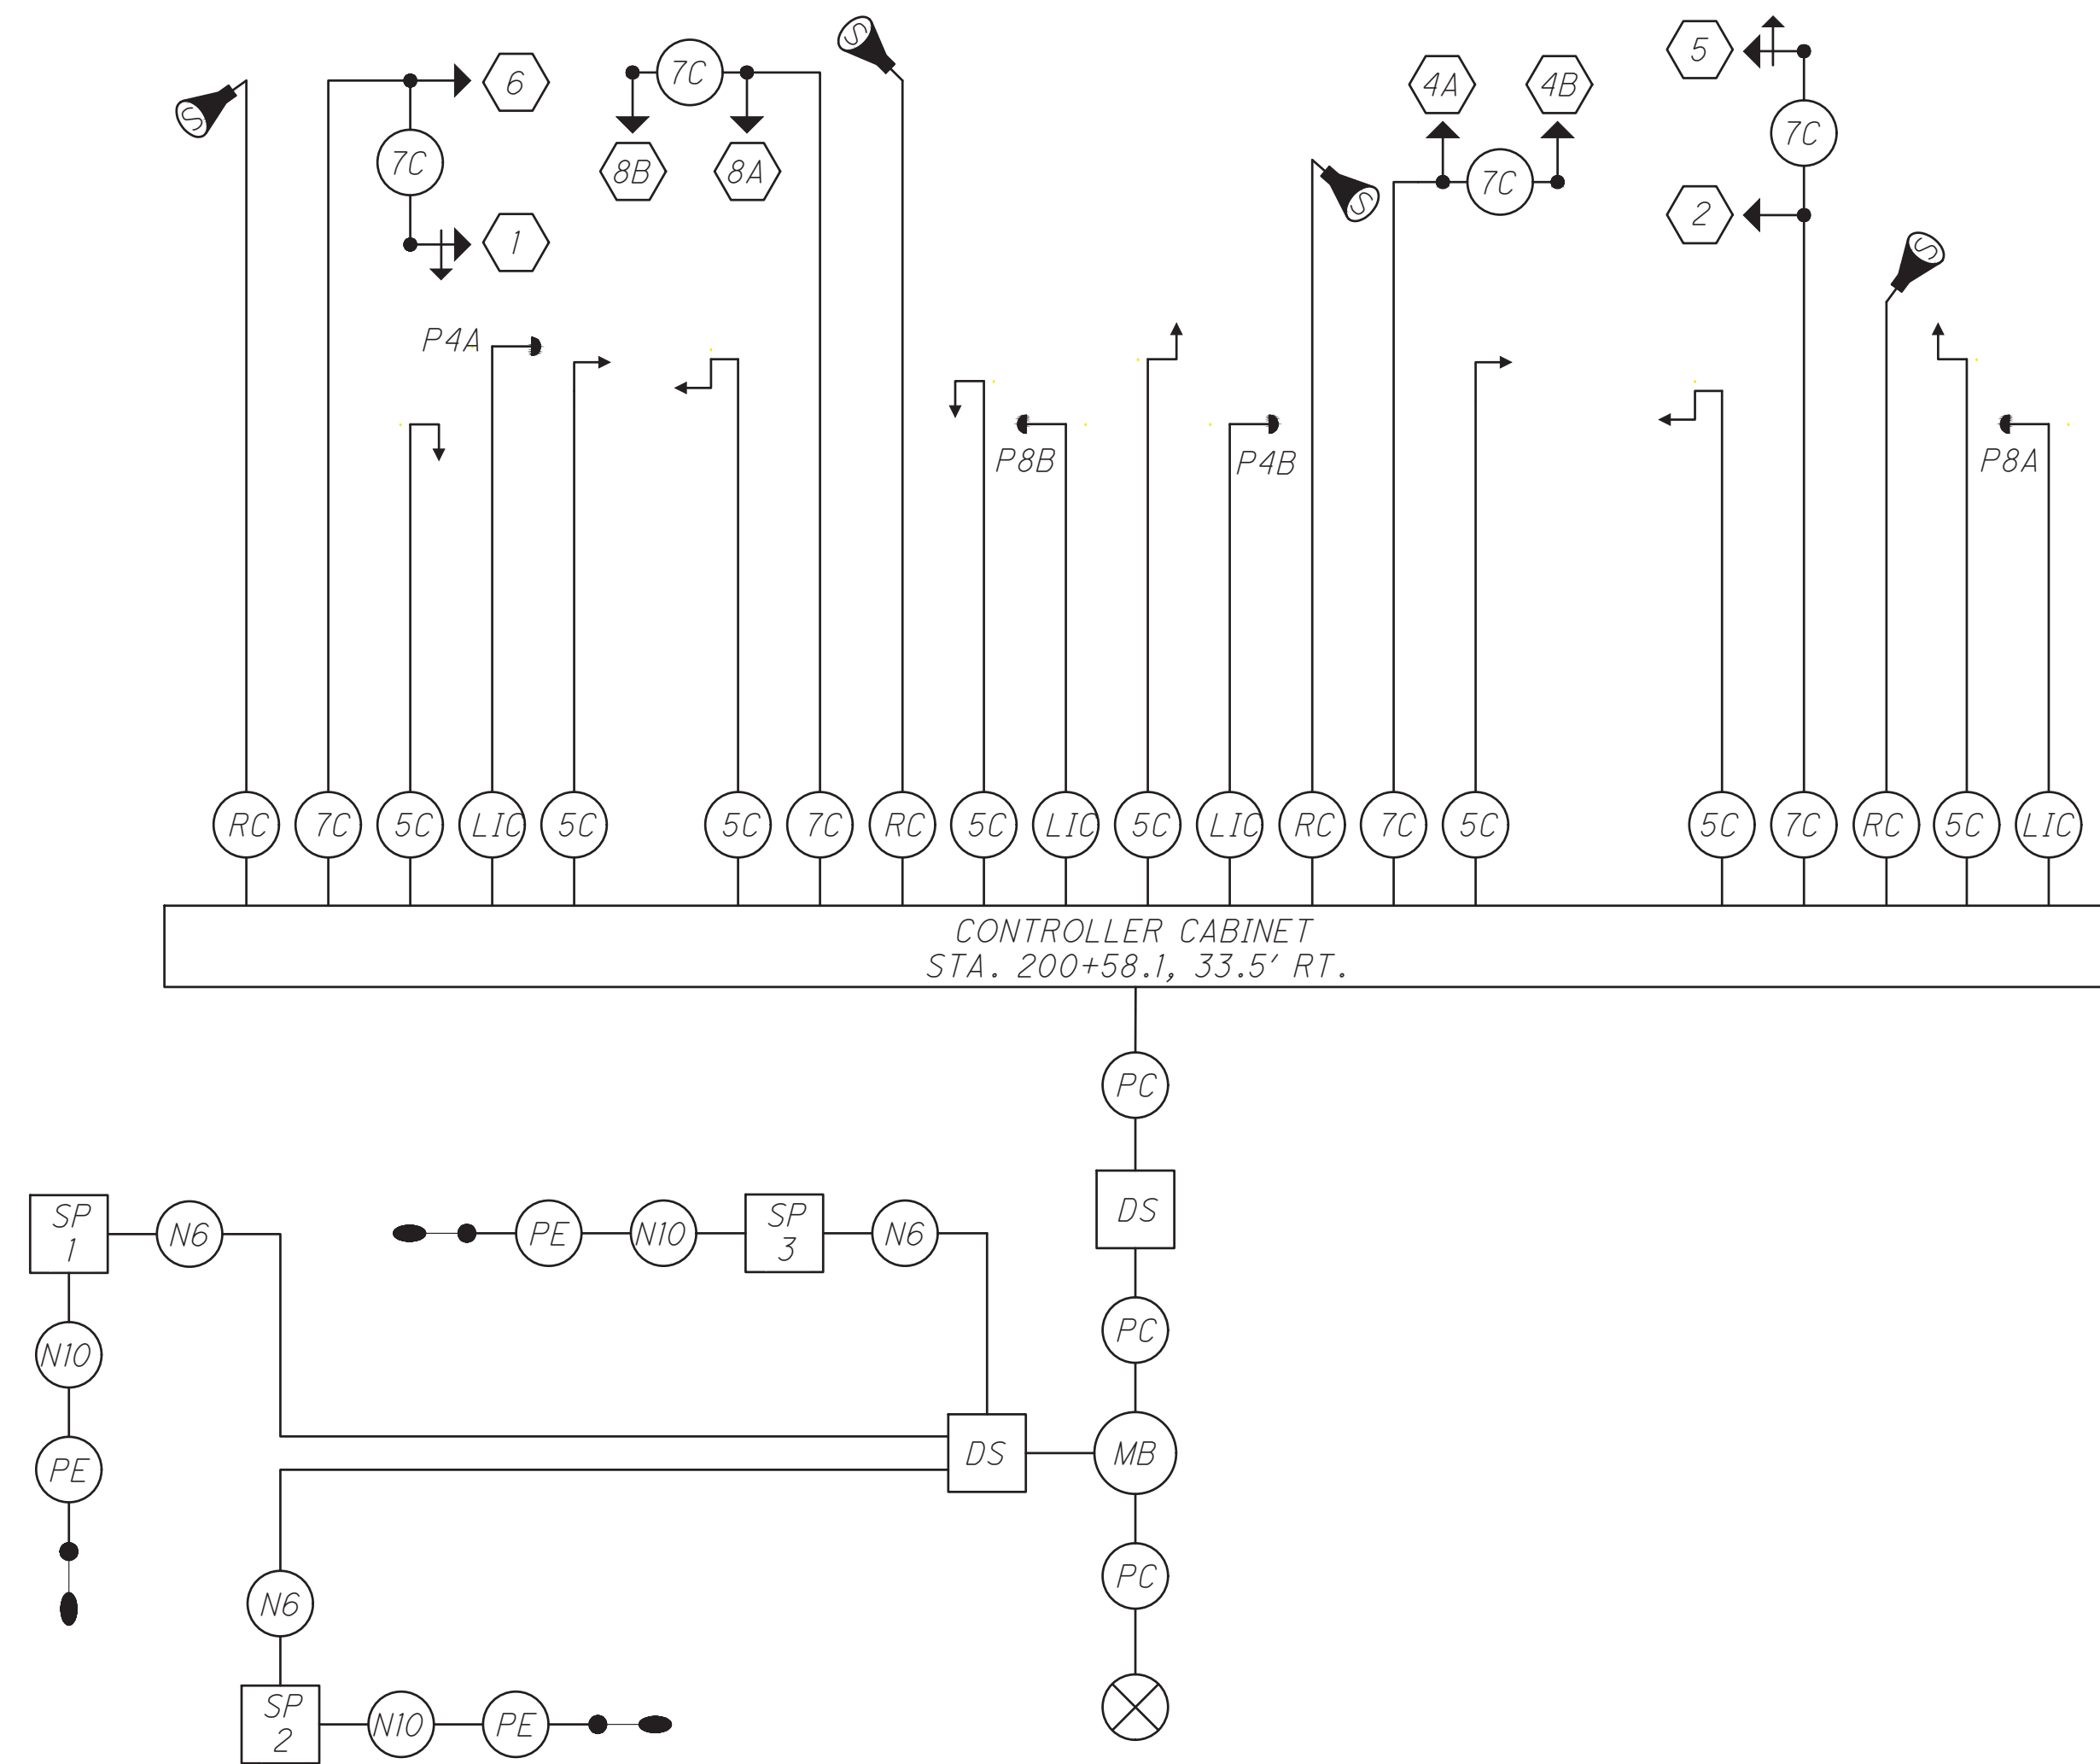 S
6
7C
8B
8A
S
4A
4B
7C
5
7C
7C
1
S
2
S
P4A
P8B
P4B
P8A
RC
7C
5C
LIC
5C
5C
7C
RC
5C
LIC
5C
LIC
RC
7C
5C
5C
7C
RC
5C
LIC
CONTROLLER CABINET
STA. 200+58.1, 33.5' RT.
PC
DS
PC
SP
1
N6
PE
N10
SP
3
N6
N10
PE
DS
MB
PC
N6
SP
2
N10
PE